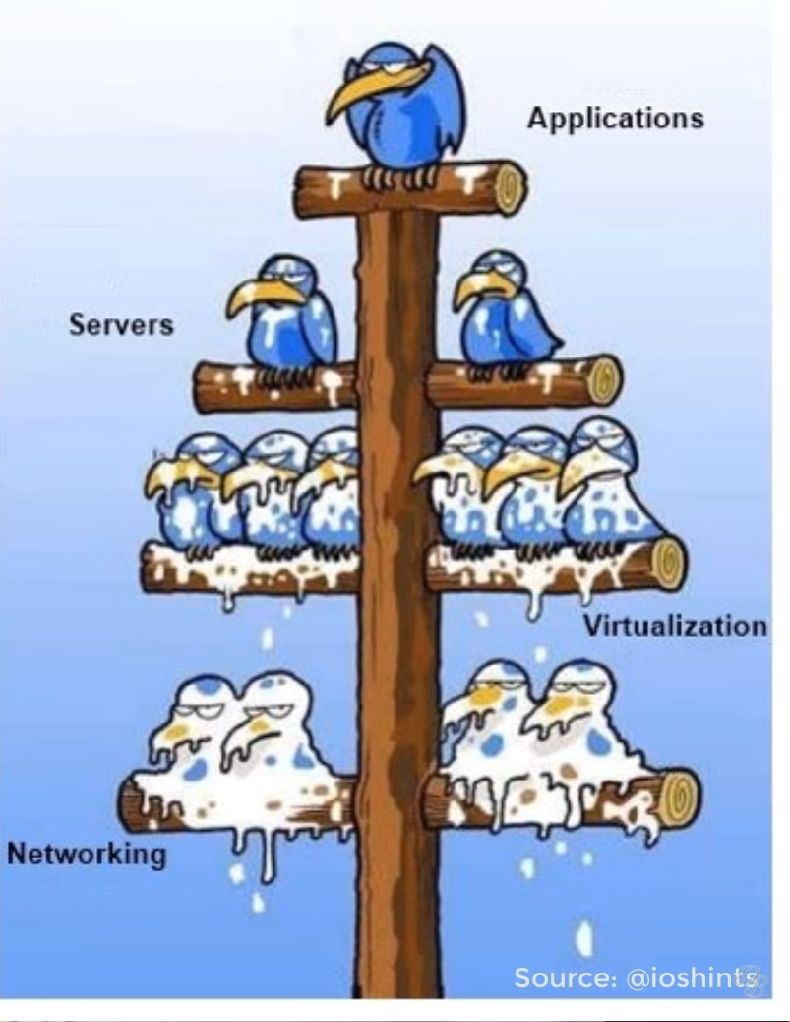 Applications
Servers
Virtualization
Networking
Source: @ioshints